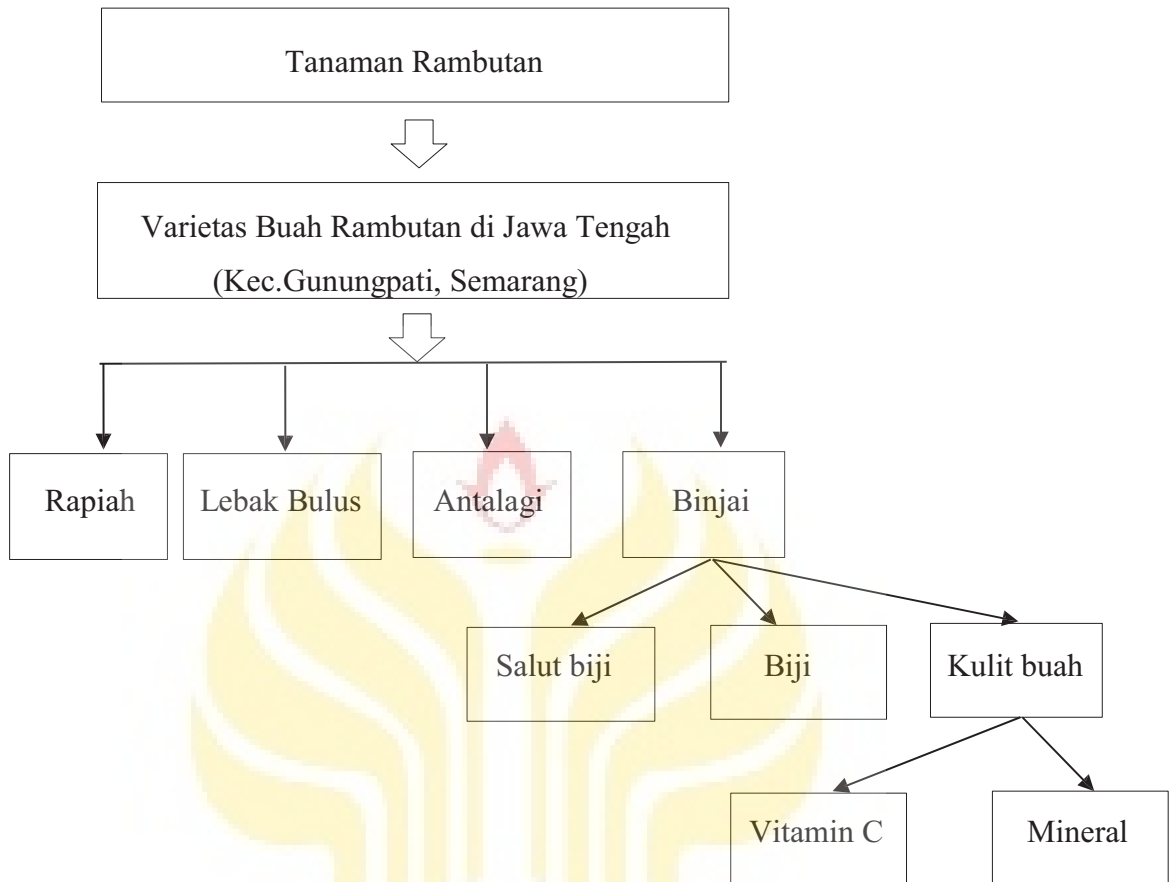 Tanaman Rambutan
Varietas Buah Rambutan di Jawa Tengah
(Kec.Gunungpati, Semarang)
Rapiah
Lebak Bulus
Antalagi
Binjai
Salut biji
Biji
Kulit buah
Vitamin C
Mineral